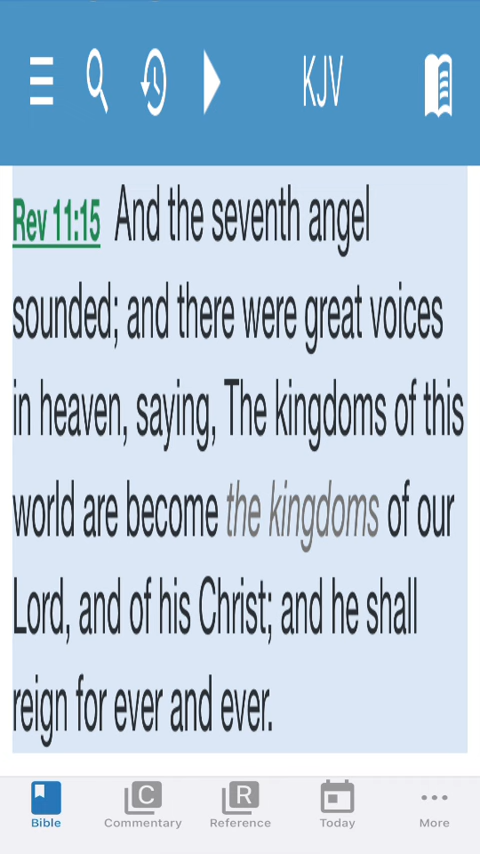 KJV
Rev 11:15 And the seventh angel
sounded; and there were great voices
in heaven, saying, The kingdoms of this
world are become the kingdoms of our
Lord, and of his Christ; and he shall
reign for ever and ever.
C R
Bible Commentary Reference Today More